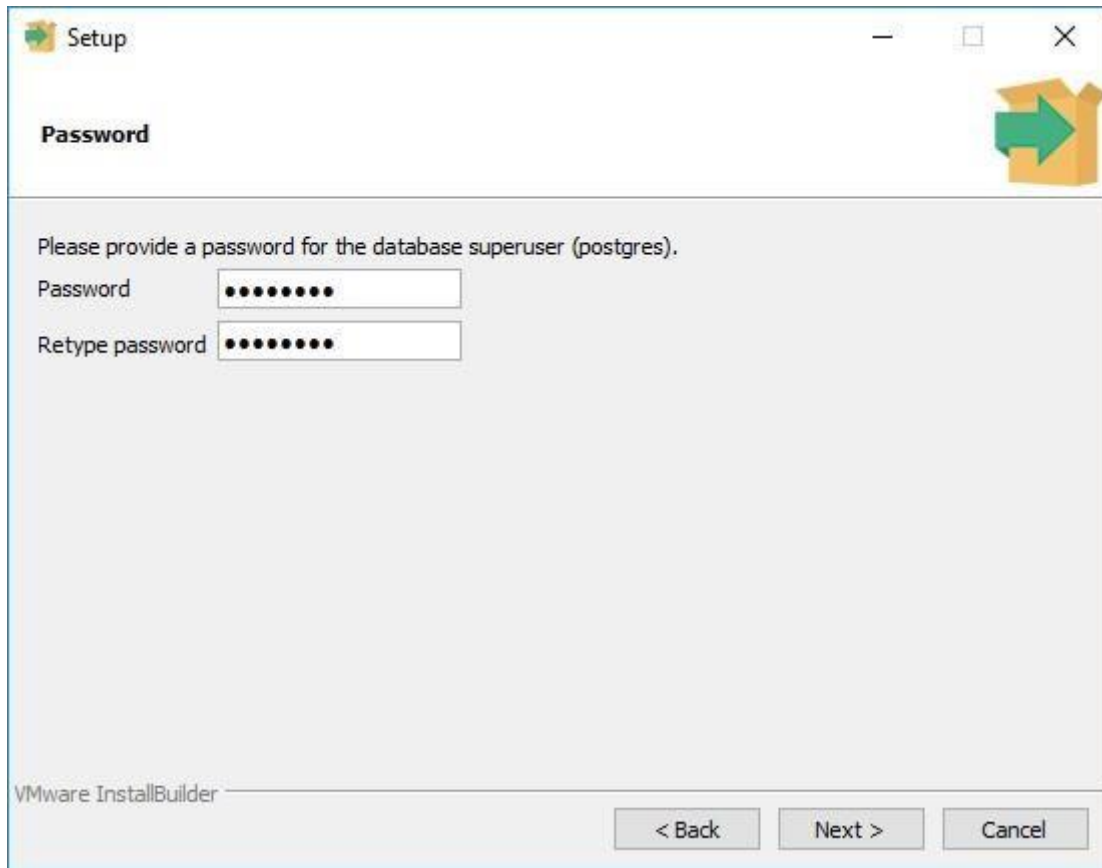 Setup
Password
Please provide a password for the database superuser (postgres).
Password ••••••••
Retype password ••••••••
VMware InstallBuilder
< Back Next > Cancel